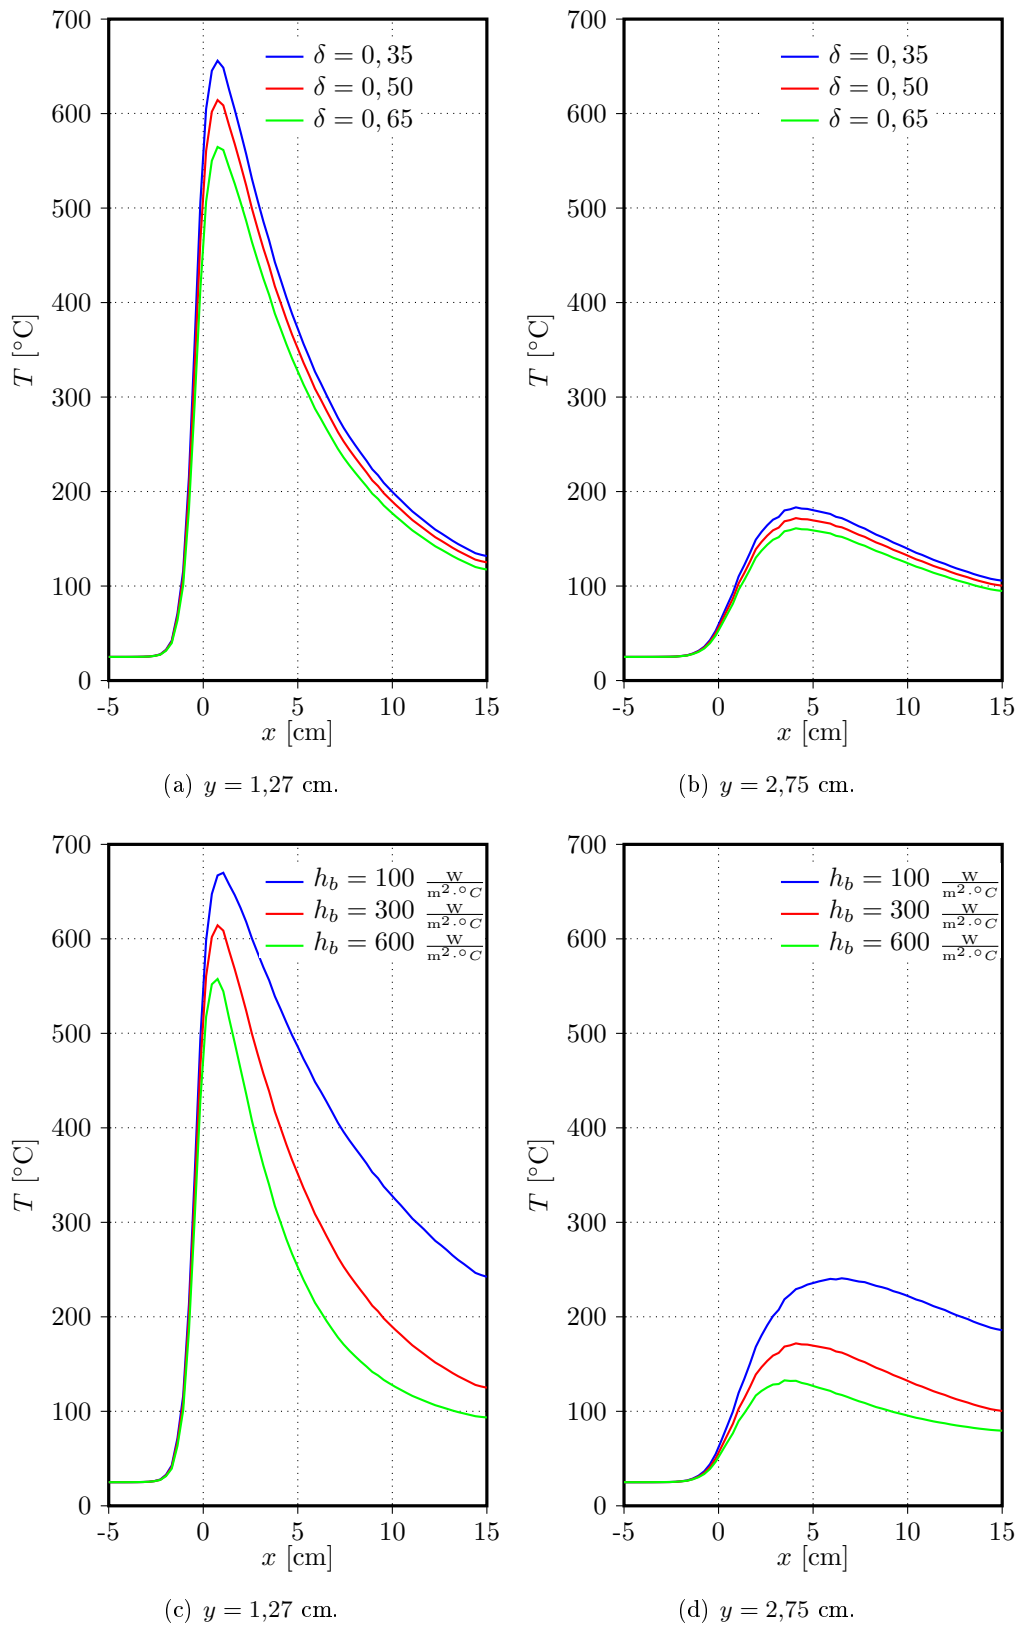 700
600
500
400
300
200
100
0
-5 0 5 10 15
T [°C]
x [cm]
δ = 0, 35
δ = 0, 50
δ = 0, 65
(a) y = 1,27 cm.
700
600
500
400
300
200
100
0
-5 0 5 10 15
T [°C]
x [cm]
δ = 0, 35
δ = 0, 50
δ = 0, 65
(b) y = 2,75 cm.
700
600
500
400
300
200
100
0
-5 0 5 10 15
T [°C]
x [cm]
h_b = 100 W/m²·°C
h_b = 300 W/m²·°C
h_b = 600 W/m²·°C
(c) y = 1,27 cm.
700
600
500
400
300
200
100
0
-5 0 5 10 15
T [°C]
x [cm]
h_b = 100 W/m²·°C
h_b = 300 W/m²·°C
h_b = 600 W/m²·°C
(d) y = 2,75 cm.